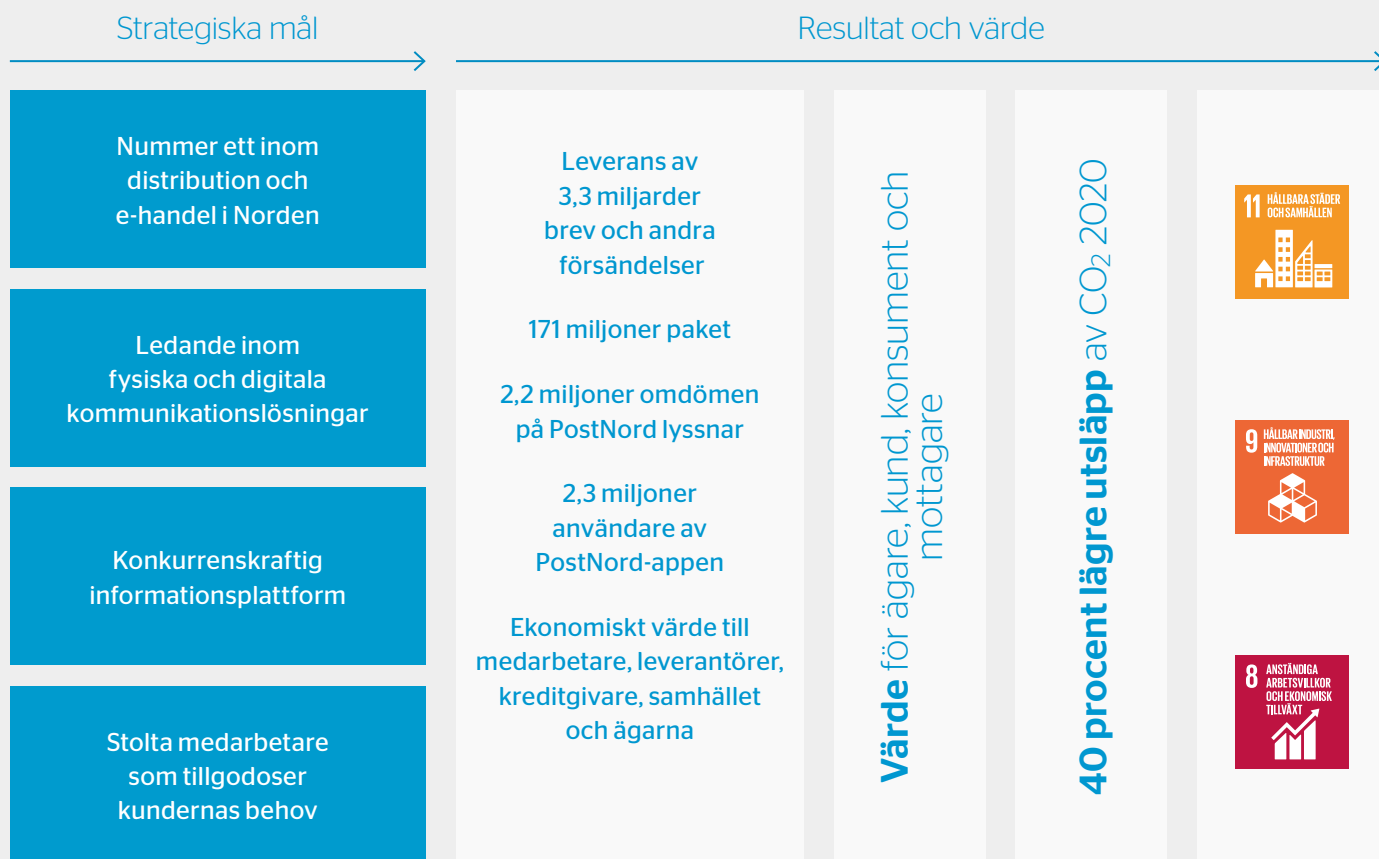 Strategiska mål
Resultat och värde
Nummer ett inom
distribution och
e-handel i Norden
Ledande inom
fysiska och digitala
kommunikationslösningar
Konkurrenskraftig
informationsplattform
Stolta medarbetare
som tillgodoser
kundernas behov
Leverans av
3,3 miljarder
brev och andra
försändelser
171 miljoner paket
2,2 miljoner omdömen
på PostNord lyssnar
2,3 miljoner
användare av
PostNord-appen
Ekonomiskt värde till
medarbetare, leverantörer,
kreditgivare, samhället
och ägarna
Värde för ägare, kund, konsument och
mottagare
40 procent lägre utsläpp av CO₂ 2020
11 HÅLLBARA STÄDER
OCH SAMHÄLLEN
9 HÅLLBAR INDUSTRI,
INNOVATIONER OCH
INFRASTRUKTUR
8 ANSTÄNDIGA
ARBETSVILLKOR
OCH EKONOMISK
TILLVÄXT